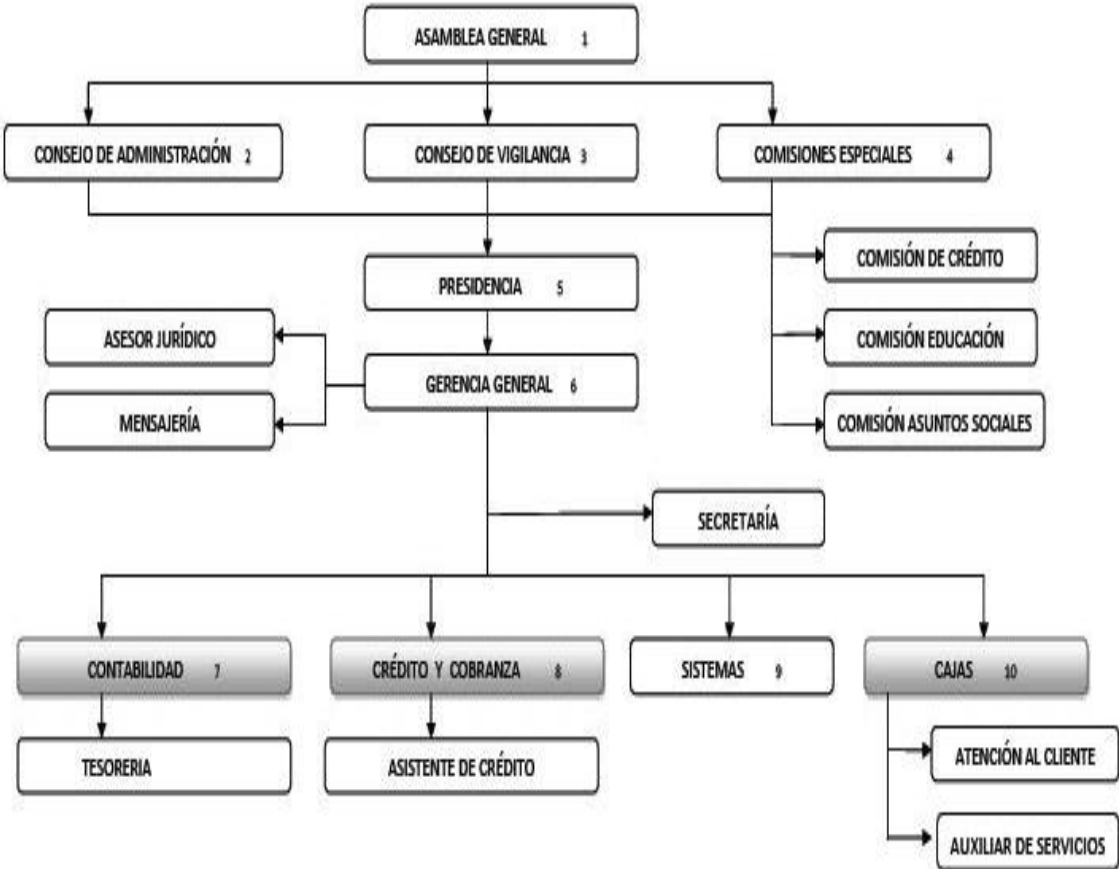 ASAMBLEA GENERAL 1
CONSEJO DE ADMINISTRACIÓN 2
CONSEJO DE VIGILANCIA 3
COMISIONES ESPECIALES 4
COMISIÓN DE CRÉDITO
PRESIDENCIA 5
ASESOR JURÍDICO
COMISIÓN EDUCACIÓN
GERENCIA GENERAL 6
MENSAJERÍA
COMISIÓN ASUNTOS SOCIALES
SECRETARÍA
CONTABILIDAD 7
CRÉDITO Y COBRANZA 8
SISTEMAS 9
CAJAS 10
TESORERIA
ASISTENTE DE CRÉDITO
ATENCIÓN AL CLIENTE
AUXILIAR DE SERVICIOS